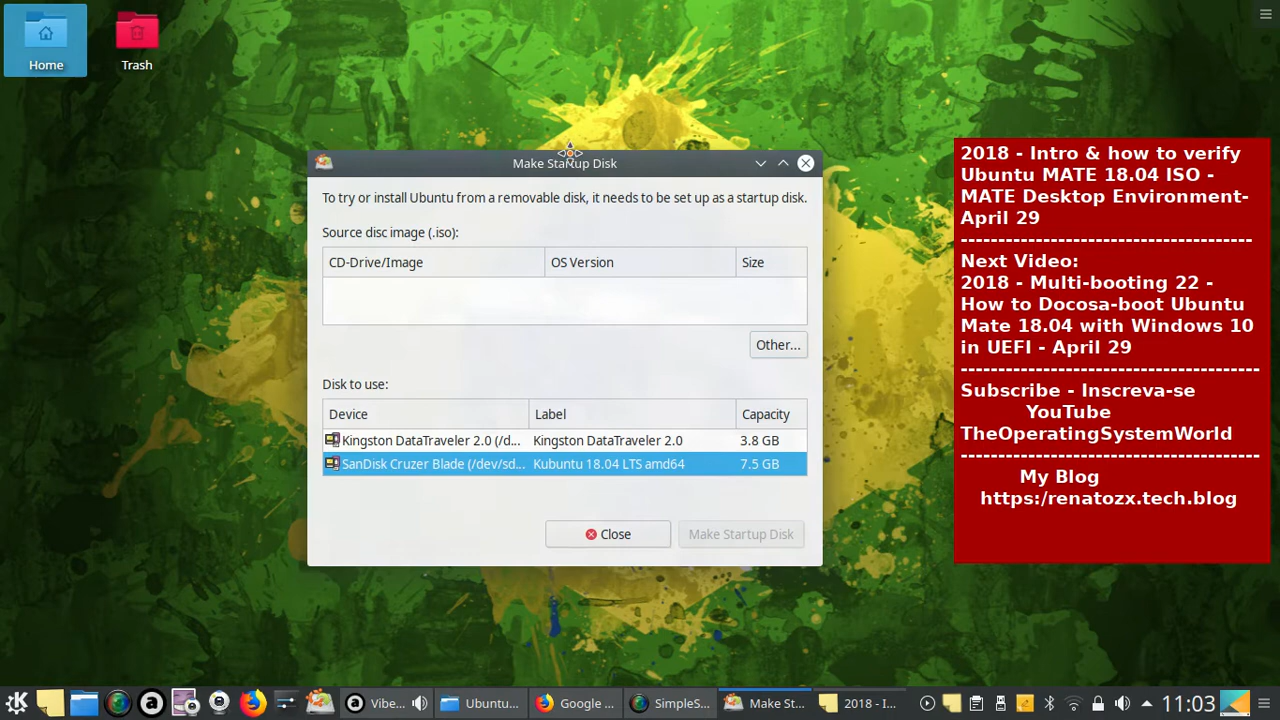 Home
Trash
Make Startup Disk
To try or install Ubuntu from a removable disk, it needs to be set up as a startup disk.
Source disc image (.iso):
CD-Drive/Image OS Version Size
Other...
Disk to use:
Device Label Capacity
Kingston DataTraveler 2.0 (/d... Kingston DataTraveler 2.0 3.8 GB
SanDisk Cruzer Blade (/dev/sd... Kubuntu 18.04 LTS amd64 7.5 GB
Close Make Startup Disk
2018 - Intro & how to verify
Ubuntu MATE 18.04 ISO -
MATE Desktop Environment-
April 29
---------------------------------------
Next Video:
2018 - Multi-booting 22 -
How to Docosa-boot Ubuntu
Mate 18.04 with Windows 10
in UEFI - April 29
----------------------------------------
Subscribe - Inscreva-se
YouTube
TheOperatingSystemWorld
----------------------------------------
My Blog
https:/renatozx.tech.blog
Vibe... Ubuntu... Google ... SimpleS... Make St... 2018 - I... 11:03